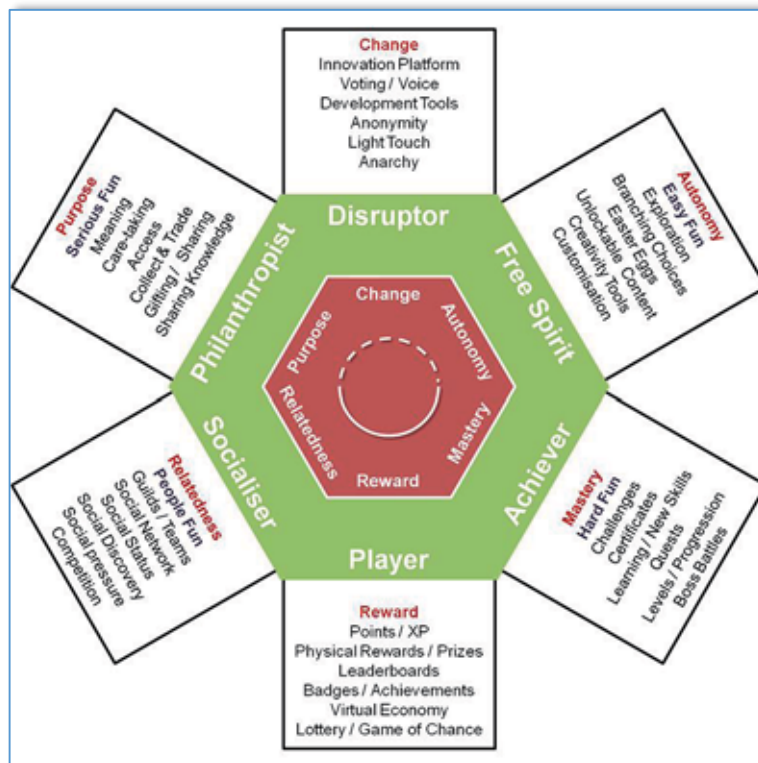 Change
Innovation Platform
Voting / Voice
Development Tools
Anonymity
Light Touch
Anarchy
Purpose
Serious Fun
Meaning
Care-taking
Access
Collect & Trade
Gifting / Sharing
Sharing Knowledge
Autonomy
Easy Fun
Exploration
Branching Choices
Easter Eggs
Unlockable Content
Creativity Tools
Customisation
Disruptor
Philanthropist
Free Spirit
Change
Purpose
Autonomy
Relatedness
Mastery
Reward
Socialiser
Achiever
Player
Relatedness
People Fun
Guilds / Teams
Social Network
Social Status
Social Discovery
Social pressure
Competition
Mastery
Hard Fun
Challenges
Certificates
Learning / New Skills
Quests
Levels / Progression
Boss Battles
Reward
Points / XP
Physical Rewards / Prizes
Leaderboards
Badges / Achievements
Virtual Economy
Lottery / Game of Chance